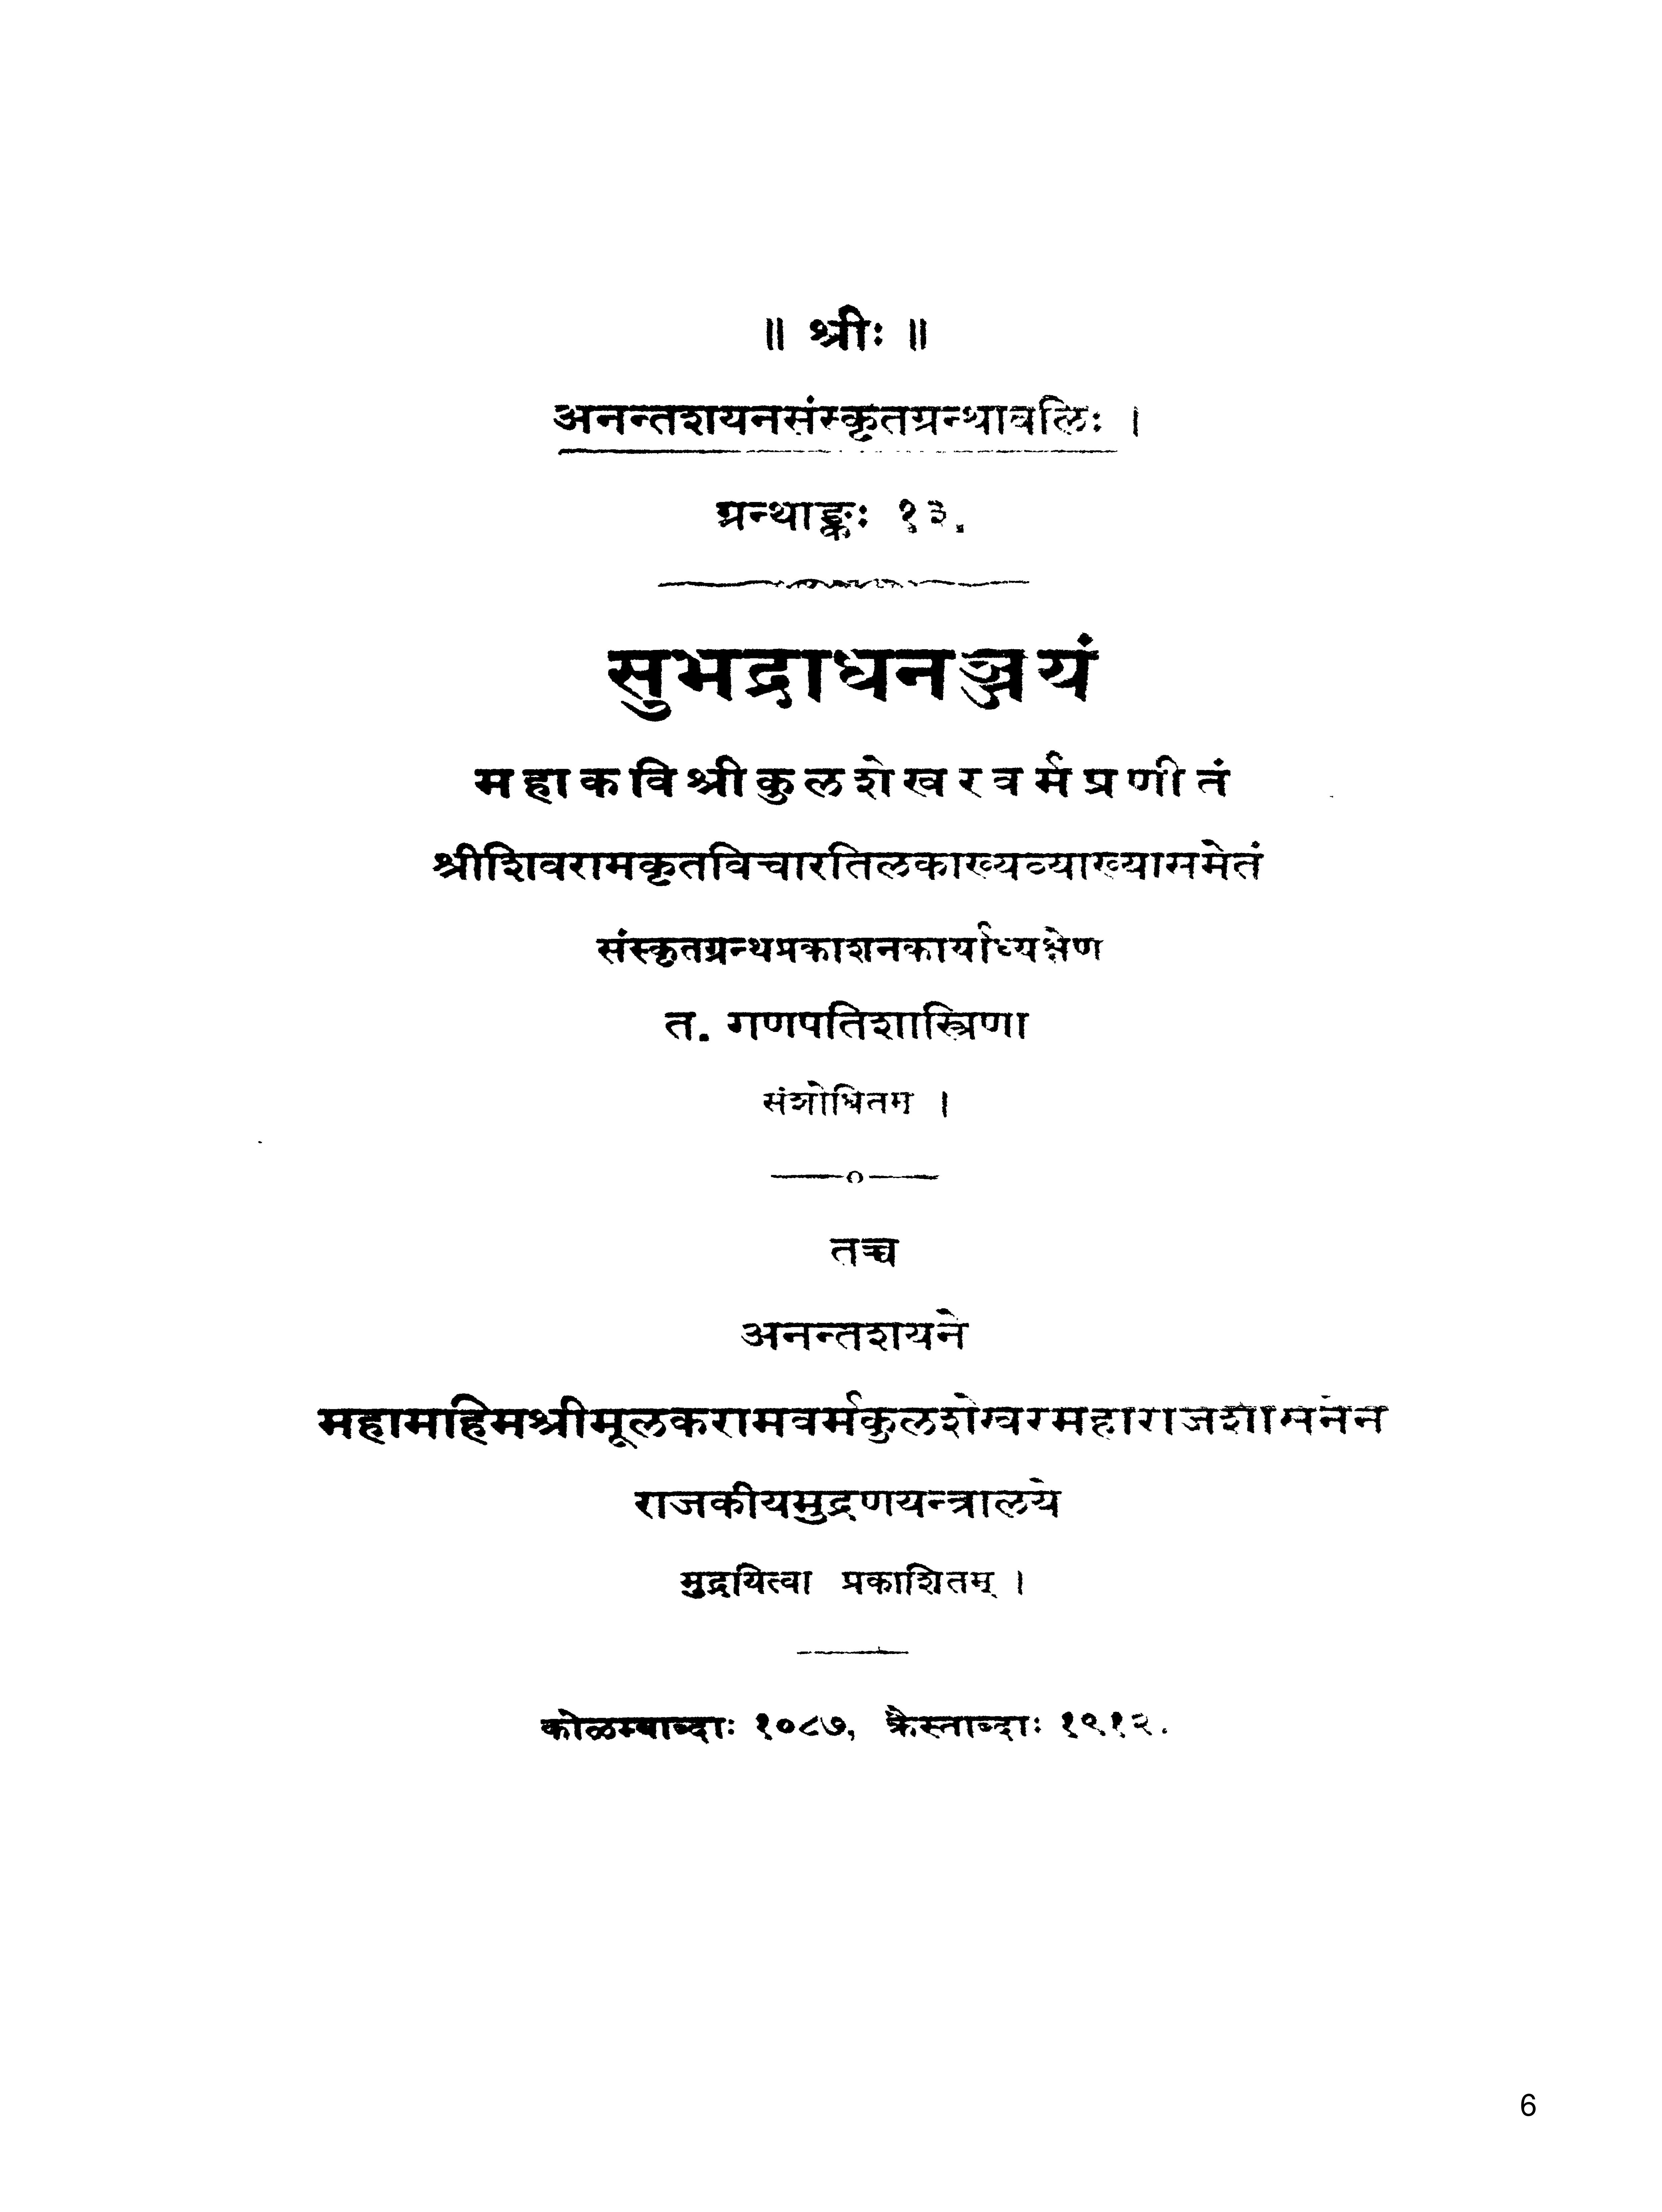 ॥ श्रीः ॥
अनन्तशयनसंस्कृतग्रन्थावलिः ।
ग्रन्थाङ्कः १३.
सुभद्राधनञ्जयं
महाकविश्रीकुलशेखरवर्मप्रणीतं
श्रीशिवरामकृतविचारतिलकाख्यव्याख्यासमेतं
संस्कृतग्रन्थप्रकाशनकार्याध्यक्षेण
त. गणपतिशास्त्रिणा
संशोधितम् ।
तच्च
अनन्तशयने
महामहिमश्रीमूलकरामवर्मकुलशेखरमहाराजशासनेन
राजकीयमुद्रणयन्त्रालये
मुद्रयित्वा प्रकाशितम् ।
कोळम्बाब्दाः १०८७, क्रैस्ताब्दाः १९१२.
6